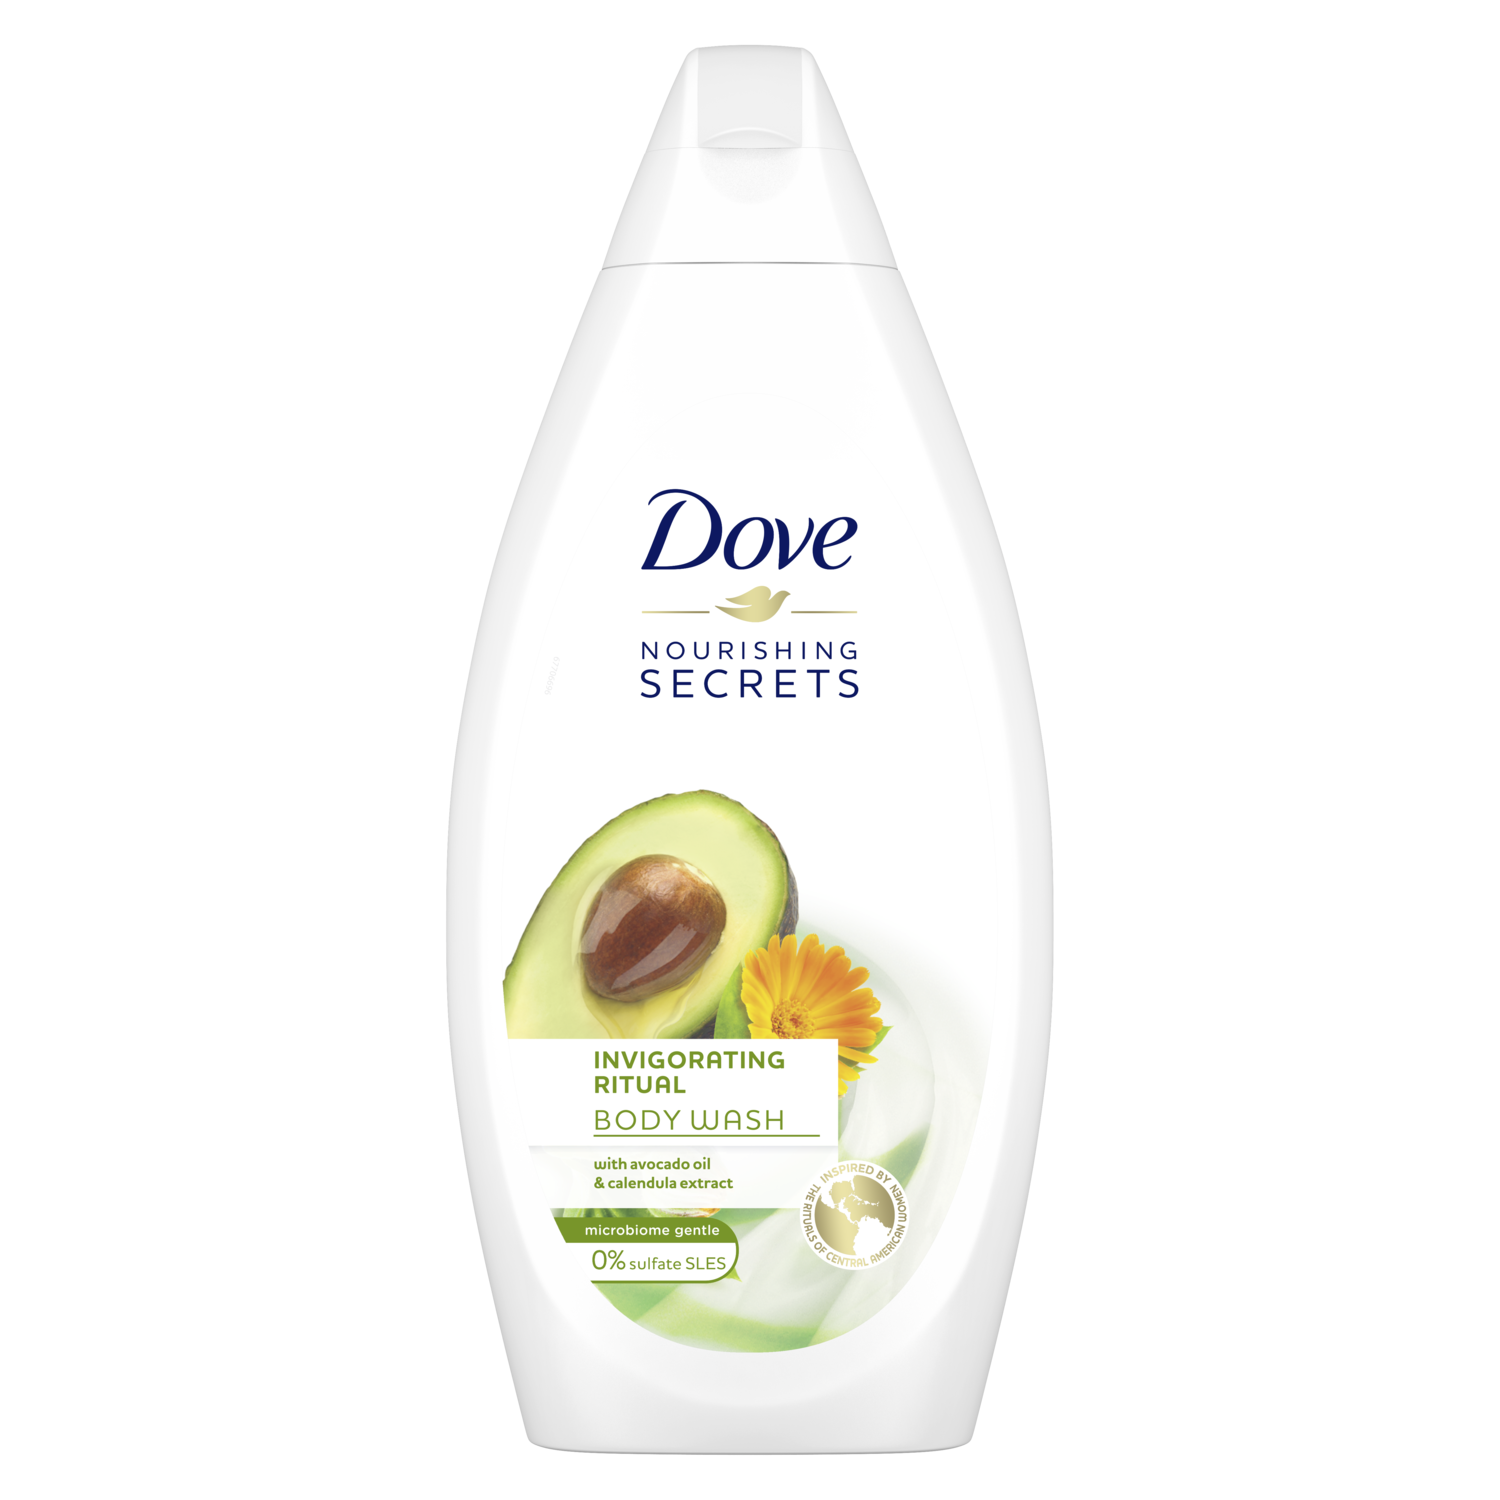 Dove
NOURISHING
SECRETS
INVIGORATING
RITUAL
BODY WASH
with avocado oil
& calendula extract
microbiome gentle
0% sulfate SLES
INSPIRED BY
THE RITUALS OF CENTRAL AMERICAN WOMEN